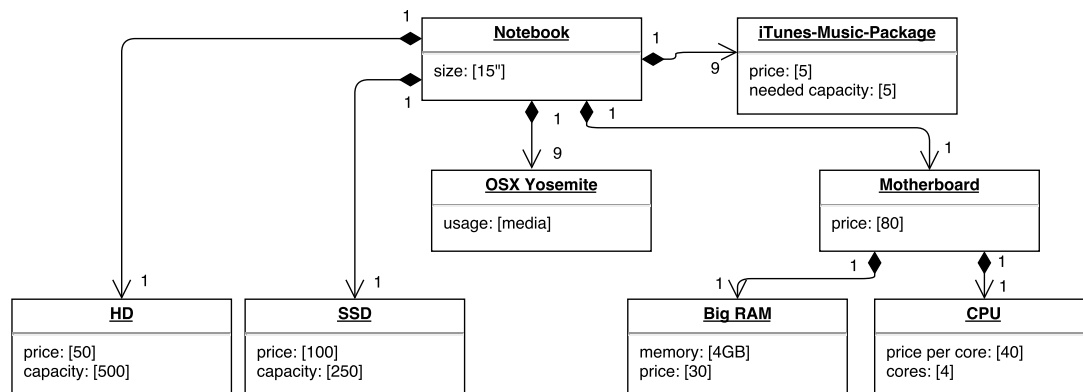 1
Notebook
size: [15"]
1
1
9
iTunes-Music-Package
price: [5]
needed capacity: [5]
1
1
9
OSX Yosemite
usage: [media]
1
1
Motherboard
price: [80]
1
HD
price: [50]
capacity: [500]
1
SSD
price: [100]
capacity: [250]
1
1
Big RAM
memory: [4GB]
price: [30]
1
1
CPU
price per core: [40]
cores: [4]